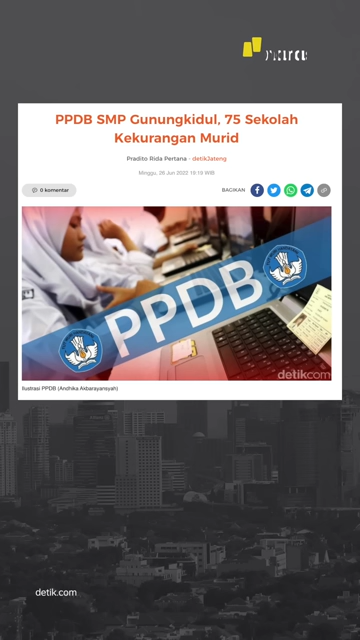 PPDB SMP Gunungkidul, 75 Sekolah
Kekurangan Murid
Pradito Rida Pertana - detikJateng
Minggu, 26 Jun 2022 19:19 WIB
0 komentar
BAGIKAN
PPDB
detikcom
Ilustrasi PPDB (Andhika Akbarayansyah)
detik.com